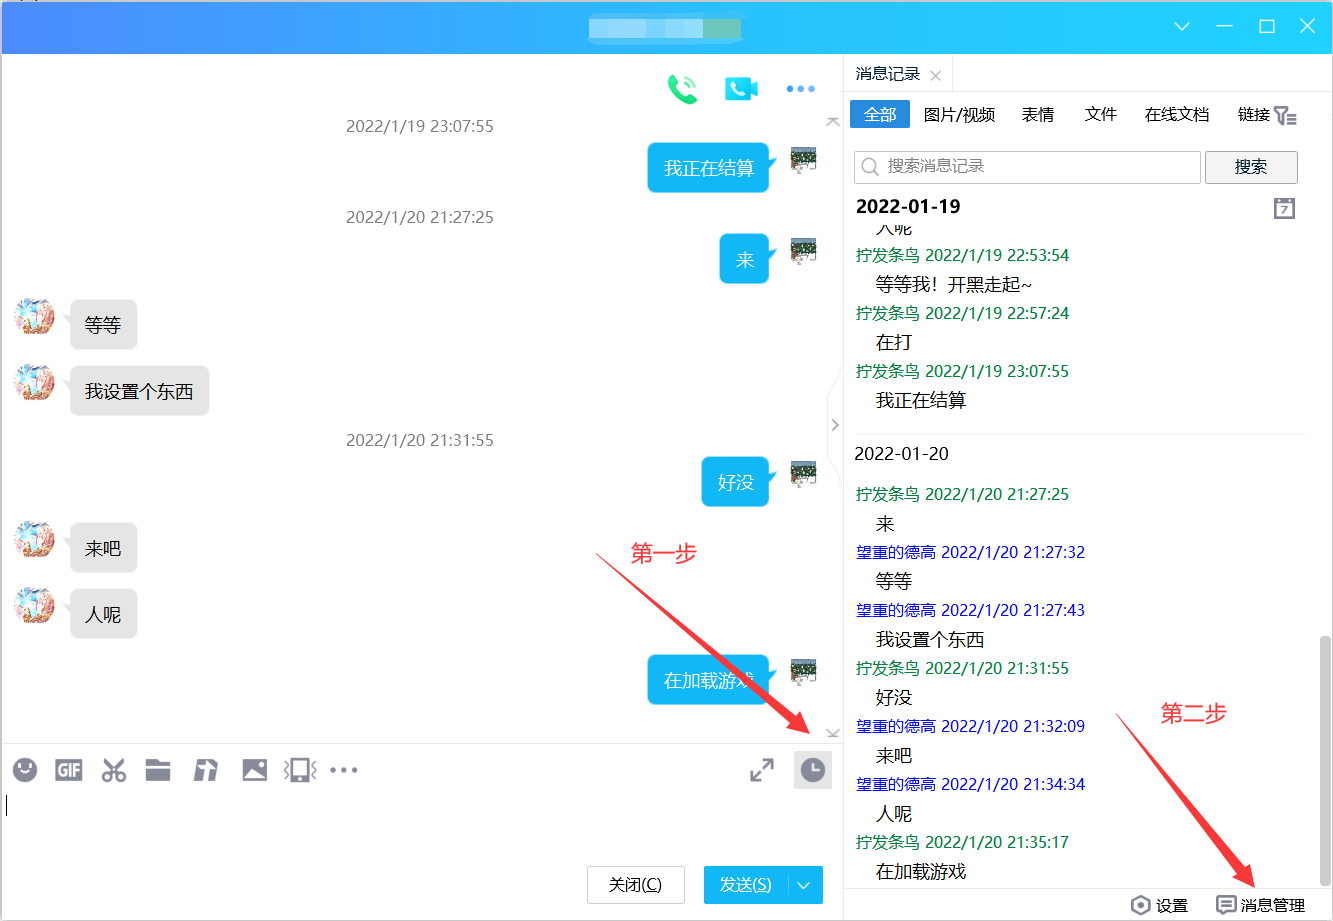 2022/1/19 23:07:55
我正在结算
2022/1/20 21:27:25
来
等等
我设置个东西
2022/1/20 21:31:55
好没
来吧
人呢
第一步
在加载游戏
GIF
关闭(C)
发送(S)
消息记录
全部 图片/视频 表情 文件 在线文档 链接
搜索消息记录
搜索
2022-01-19
7
人呢
拧发条鸟 2022/1/19 22:53:54
等等我！开黑走起~
拧发条鸟 2022/1/19 22:57:24
在打
拧发条鸟 2022/1/19 23:07:55
我正在结算
2022-01-20
拧发条鸟 2022/1/20 21:27:25
来
望重的德高 2022/1/20 21:27:32
等等
望重的德高 2022/1/20 21:27:43
我设置个东西
拧发条鸟 2022/1/20 21:31:55
好没
望重的德高 2022/1/20 21:32:09
来吧
望重的德高 2022/1/20 21:34:34
人呢
拧发条鸟 2022/1/20 21:35:17
在加载游戏
第二步
设置
消息管理